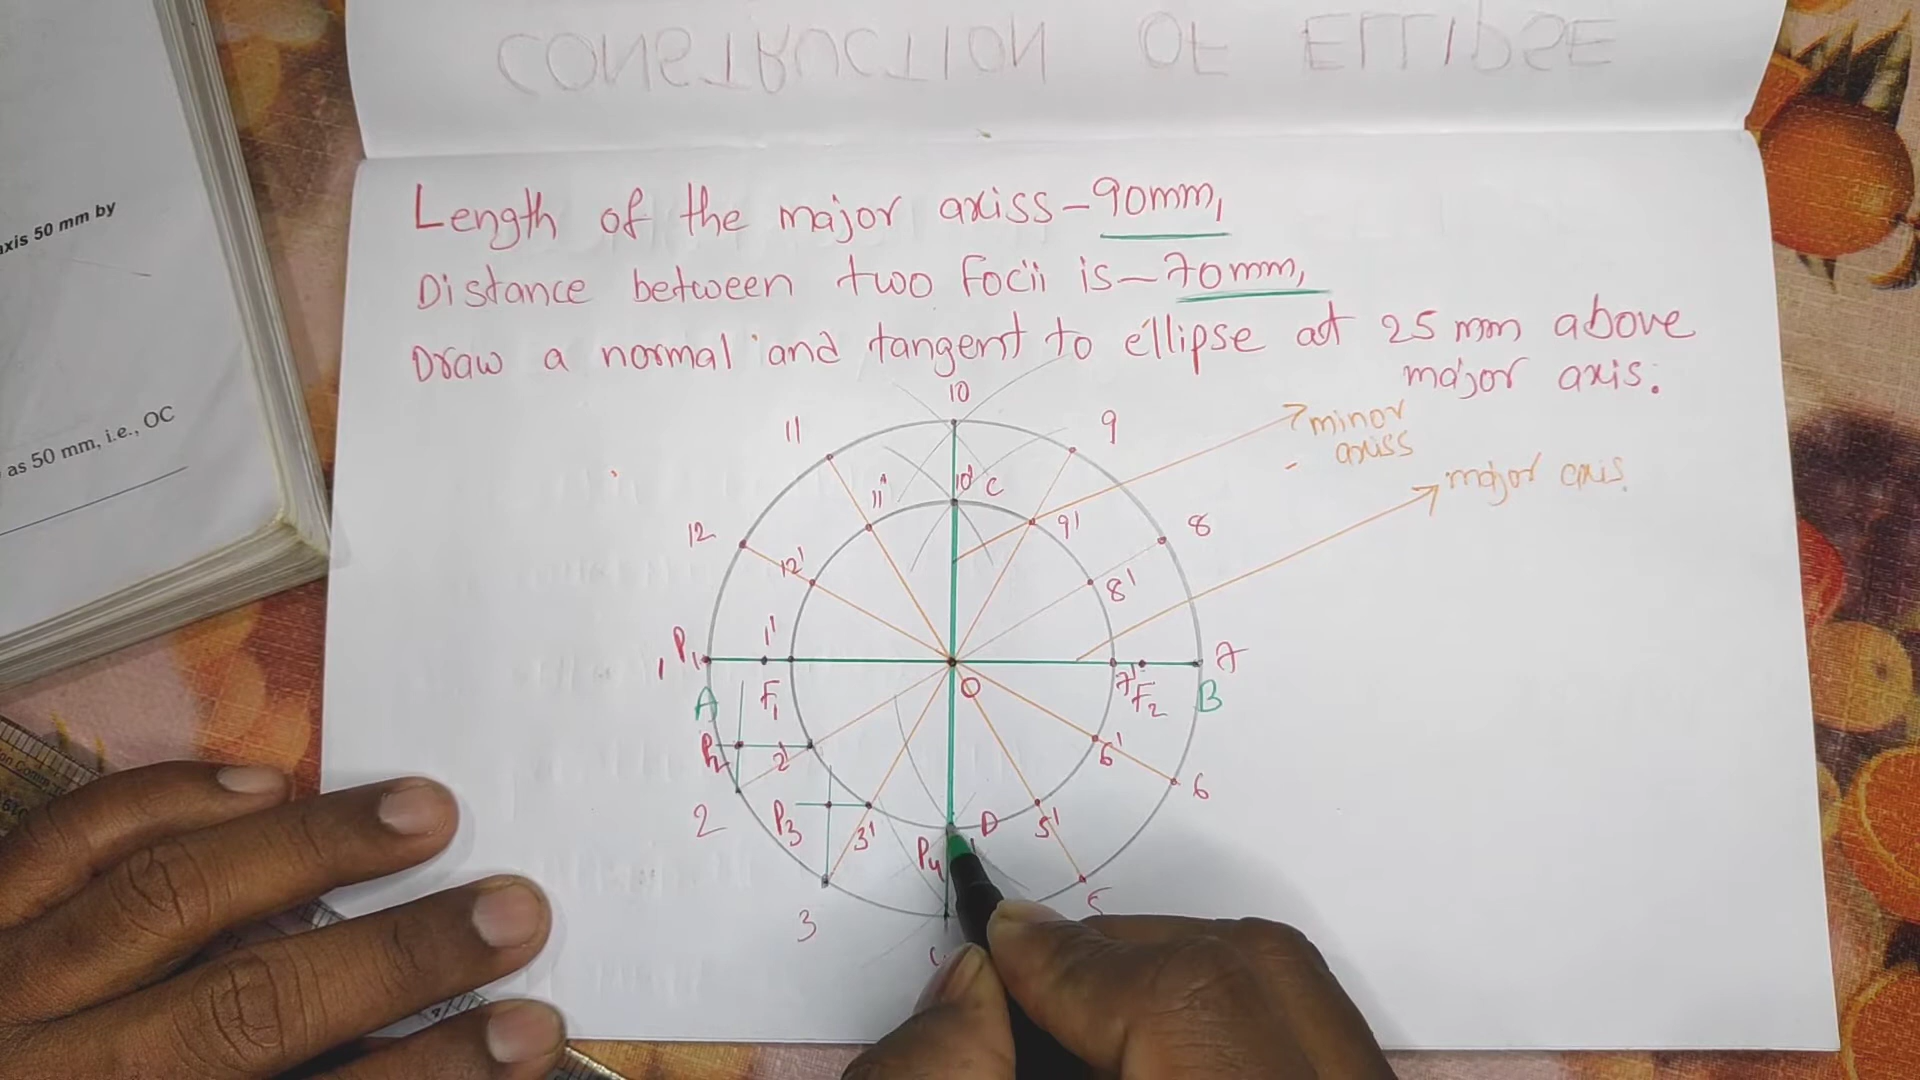 CONSTRUCTION OF ELLIPSE
axis 50 mm by
as 50 mm, i.e., OC
Length of the major axiss - 90mm,
Distance between two Focii is - 70mm,
Draw a normal and tangent to ellipse at 25 mm above
major axis.
10
minor
axiss
11
9
major axis
11'
10' C
9'
12
8
12'
8'
1 P1
1'
7
A
F1
O
7' F2
B
P2
2'
6'
6
2
P3
3'
P4
D
5'
3